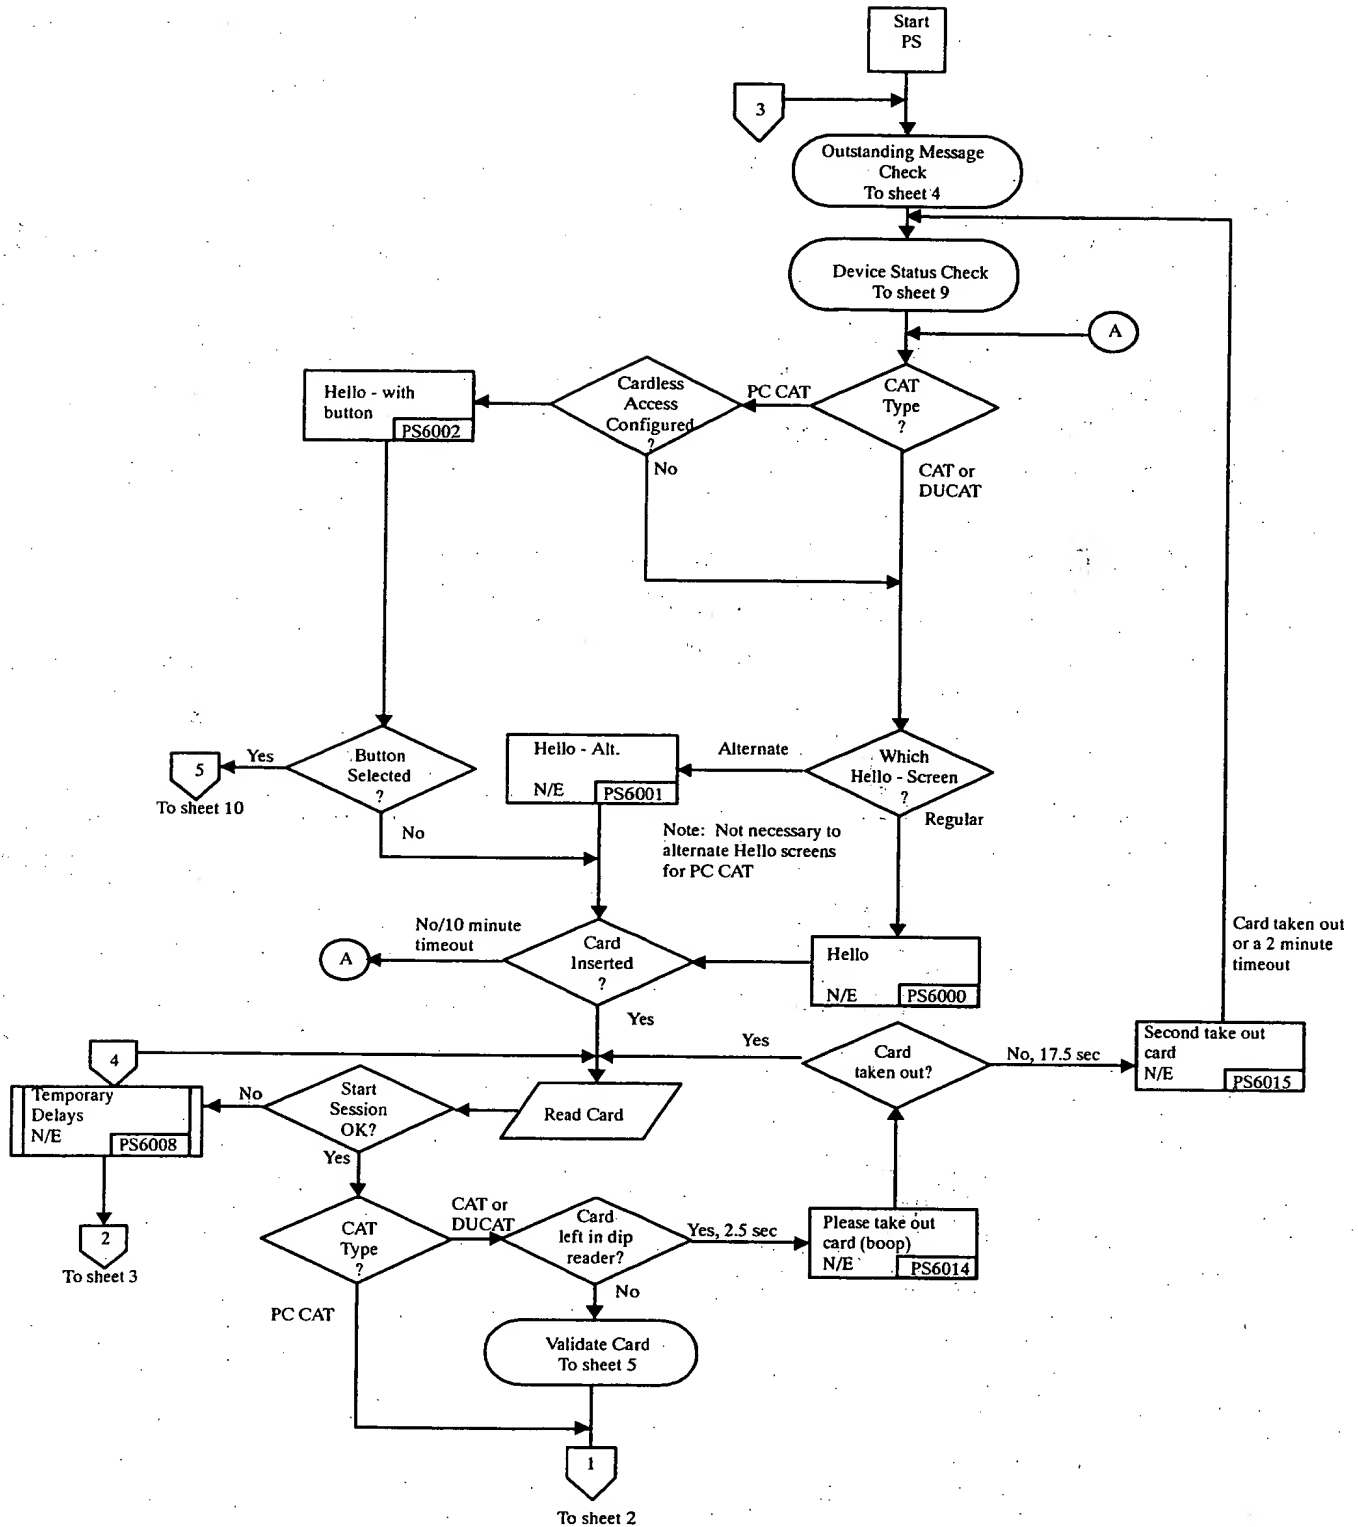 Start
PS
3
Outstanding Message
Check
To sheet 4
Device Status Check
To sheet 9
A
CAT
Type
?
PC CAT
Cardless
Access
Configured
?
Hello - with
button
PS6002
No
CAT or
DUCAT
Button
Selected
?
Yes
5
To sheet 10
No
Hello - Alt.
N/E
PS6001
Alternate
Which
Hello - Screen
?
Regular
Note: Not necessary to
alternate Hello screens
for PC CAT
No/10 minute
timeout
A
Card
Inserted
?
Hello
N/E
PS6000
Card taken out
or a 2 minute
timeout
Yes
4
Yes
Card
taken out?
No, 17.5 sec
Second take out
card
N/E
PS6015
Temporary
Delays
N/E
PS6008
No
Start
Session
OK?
Read Card
Yes
2
To sheet 3
CAT
Type
?
CAT or
DUCAT
Card
left in dip
reader?
Yes, 2.5 sec
Please take out
card (boop)
N/E
PS6014
No
PC CAT
Validate Card
To sheet 5
1
To sheet 2